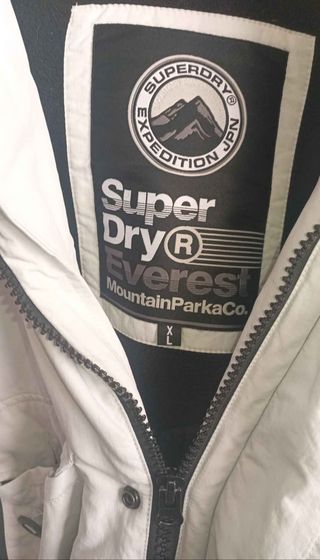 SUPERDRY®
EXPEDITION JPN
Super
Dry®
Everest
MountainParkaCo.
XL